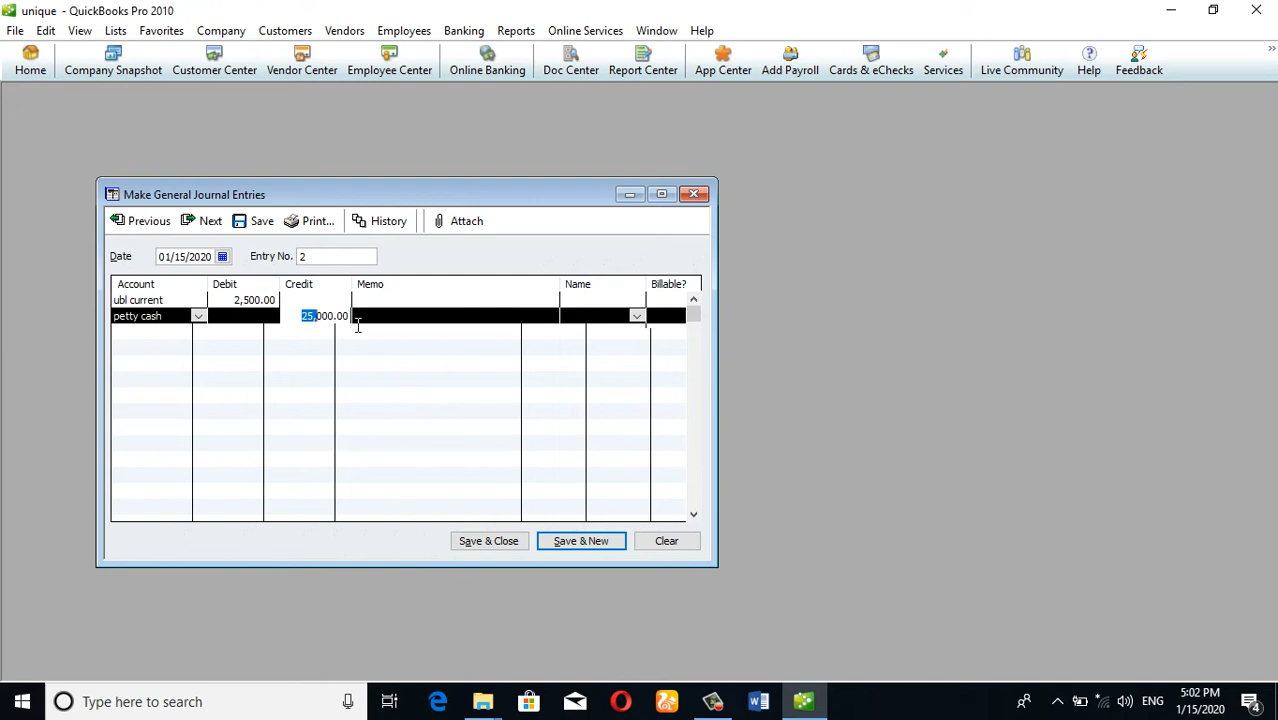 unique - QuickBooks Pro 2010
File Edit View Lists Favorites Company Customers Vendors Employees Banking Reports Online Services Window Help
Home Company Snapshot Customer Center Vendor Center Employee Center Online Banking Doc Center Report Center App Center Add Payroll Cards & eChecks Services Live Community Help Feedback
Make General Journal Entries
Previous Next Save Print... History Attach
Date 01/15/2020 Entry No. 2
Account Debit Credit Memo Name Billable?
ubl current 2,500.00
petty cash 25,000.00
Save & Close Save & New Clear
Type here to search
ENG
5:02 PM
1/15/2020
4